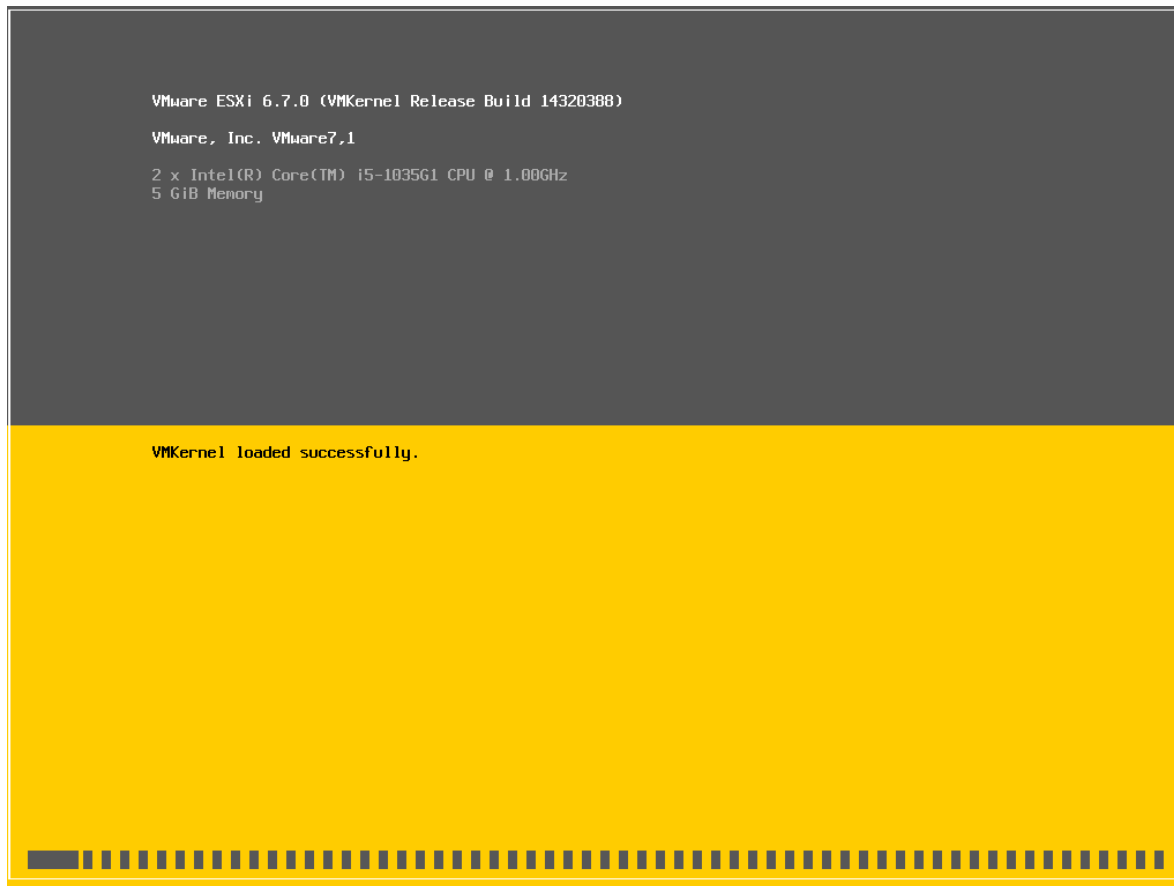 VMware ESXi 6.7.0 (VMKernel Release Build 14320388)
VMware, Inc. VMware7,1
2 x Intel(R) Core(TM) i5-1035G1 CPU @ 1.00GHz
5 GiB Memory
VMKernel loaded successfully.